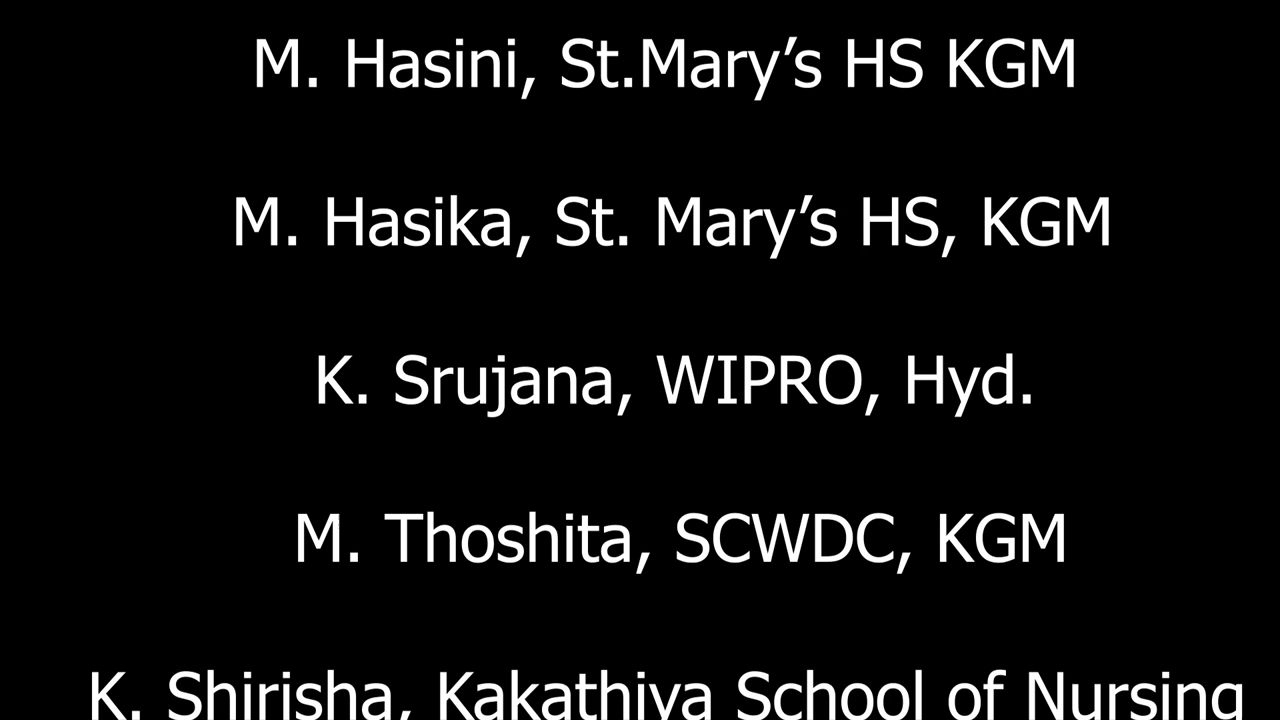 M. Hasini, St.Mary’s HS KGM
M. Hasika, St. Mary’s HS, KGM
K. Srujana, WIPRO, Hyd.
M. Thoshita, SCWDC, KGM
K. Shirisha, Kakathiya School of Nursing